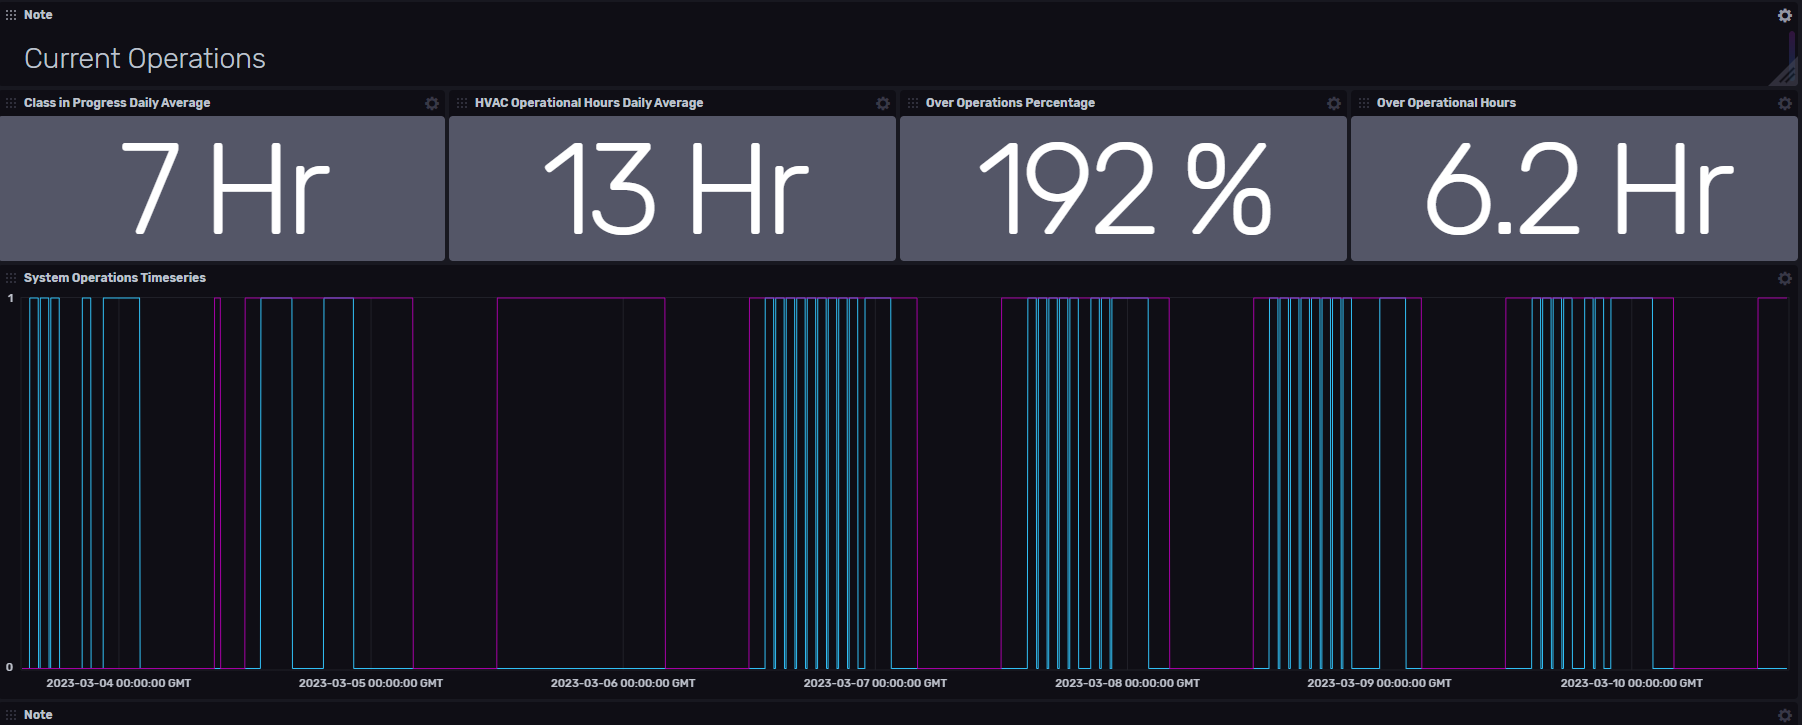 Note
Current Operations
Class in Progress Daily Average
HVAC Operational Hours Daily Average
Over Operations Percentage
Over Operational Hours
7 Hr
13 Hr
192 %
6.2 Hr
System Operations Timeseries
1
0
2023-03-04 00:00:00 GMT
2023-03-05 00:00:00 GMT
2023-03-06 00:00:00 GMT
2023-03-07 00:00:00 GMT
2023-03-08 00:00:00 GMT
2023-03-09 00:00:00 GMT
2023-03-10 00:00:00 GMT
Note